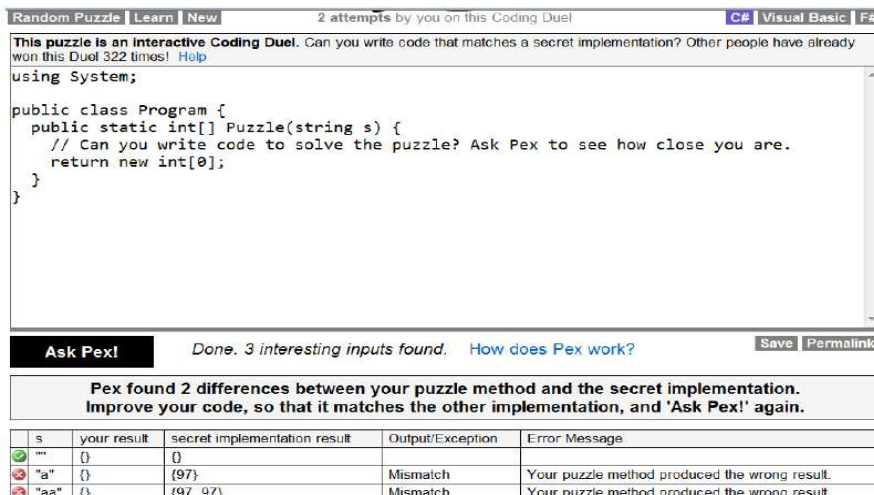 Random Puzzle Learn New 2 attempts by you on this Coding Duel C# Visual Basic F#
This puzzle is an interactive Coding Duel. Can you write code that matches a secret implementation? Other people have already
won this Duel 322 times! Help
using System;
public class Program {
public static int[] Puzzle(string s) {
// Can you write code to solve the puzzle? Ask Pex to see how close you are.
return new int[0];
}
}
Ask Pex! Done. 3 interesting inputs found. How does Pex work? Save Permalink
Pex found 2 differences between your puzzle method and the secret implementation.
Improve your code, so that it matches the other implementation, and 'Ask Pex!' again.
s your result secret implementation result Output/Exception Error Message
"" {} {}
"a" {} {97} Mismatch Your puzzle method produced the wrong result.
"aa" {} {97, 97} Mismatch Your puzzle method produced the wrong result.